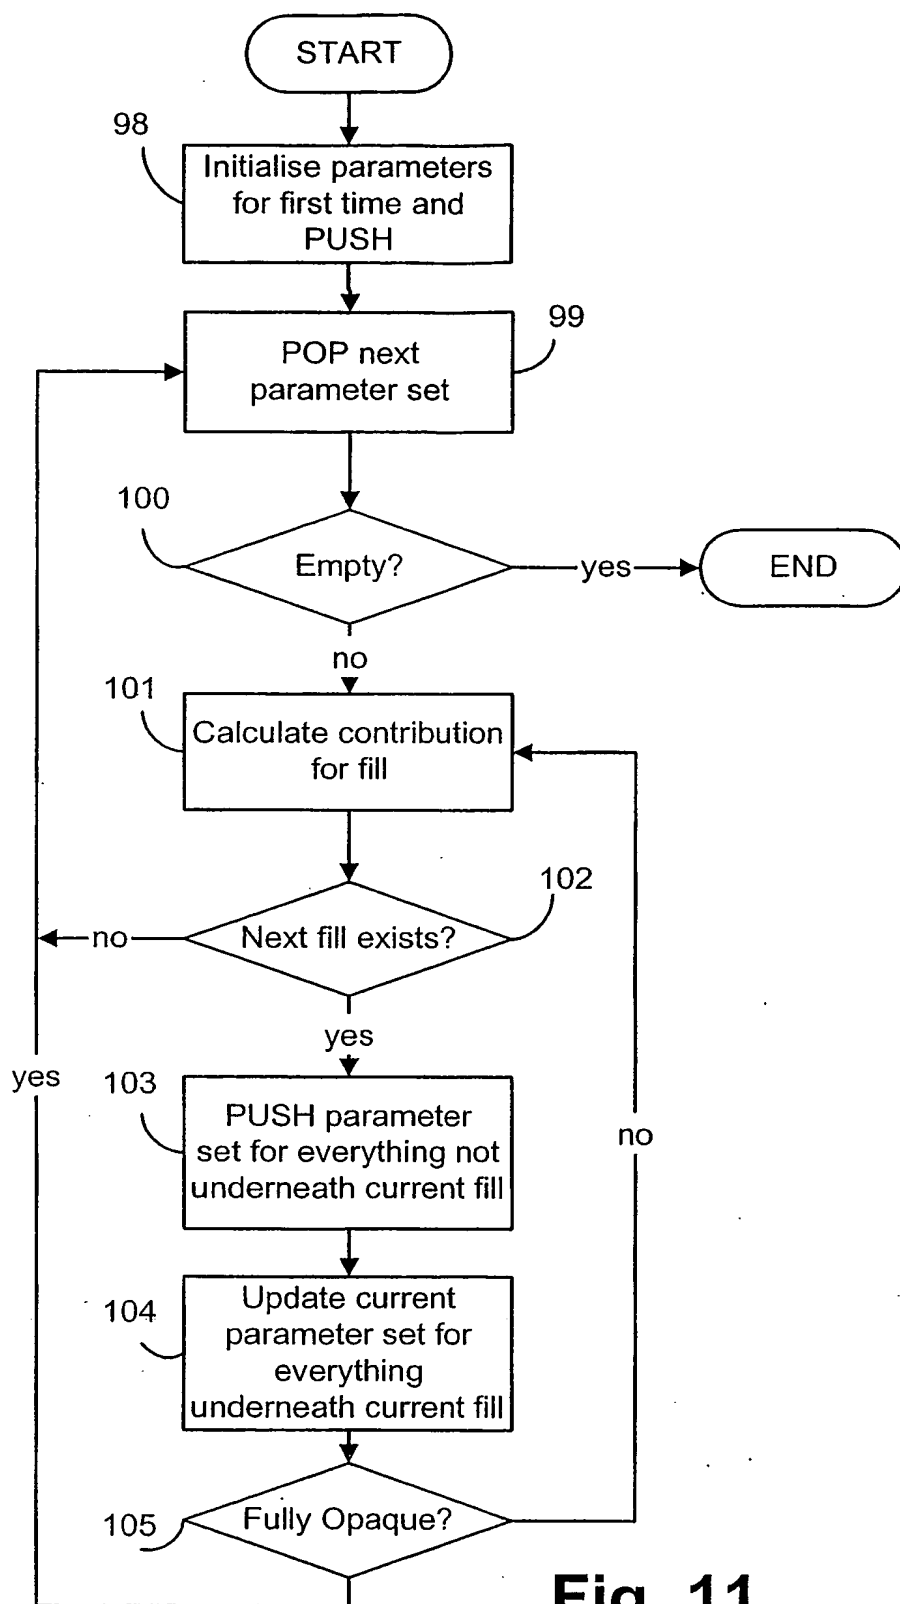 START
98
Initialise parameters
for first time and
PUSH
99
POP next
parameter set
100
Empty?
yes
END
no
101
Calculate contribution
for fill
102
Next fill exists?
no
yes
yes
103
PUSH parameter
set for everything not
underneath current fill
no
104
Update current
parameter set for
everything
underneath current fill
105
Fully Opaque?
Fig. 11